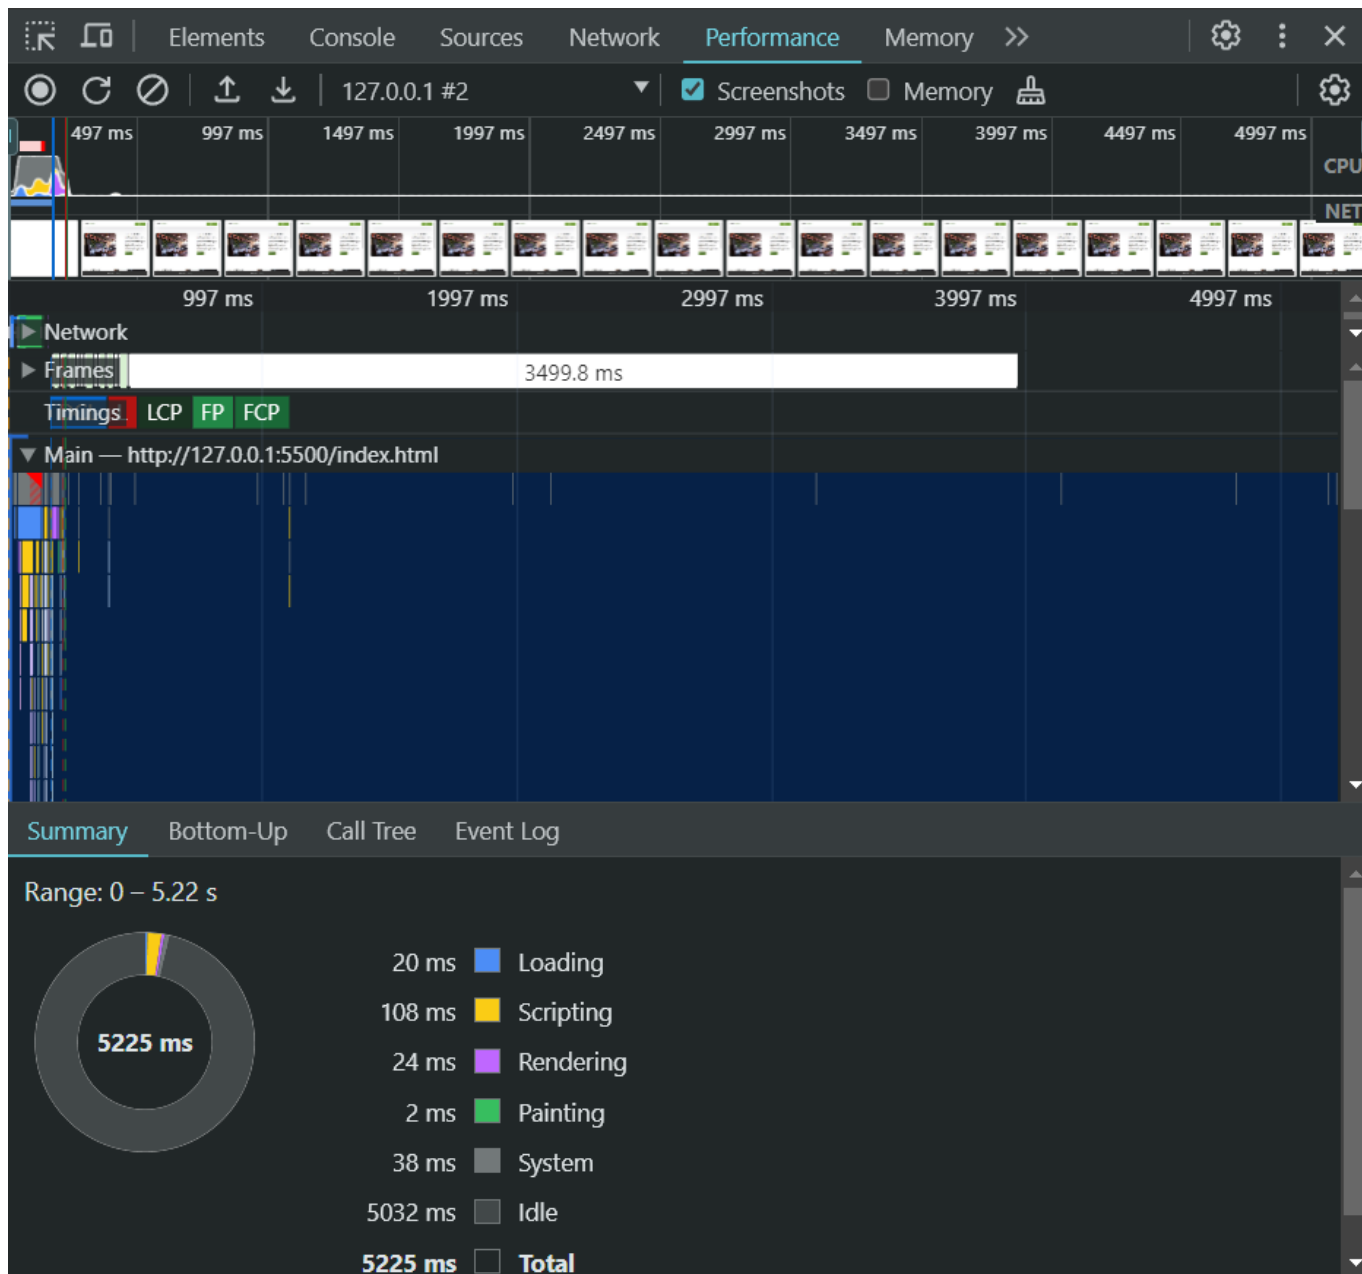 Elements Console Sources Network Performance Memory
127.0.0.1 #2 Screenshots Memory
497 ms 997 ms 1497 ms 1997 ms 2497 ms 2997 ms 3497 ms 3997 ms 4497 ms 4997 ms
CPU
NET
997 ms 1997 ms 2997 ms 3997 ms 4997 ms
Network
Frames 3499.8 ms
Timings LCP FP FCP
Main — http://127.0.0.1:5500/index.html
Summary Bottom-Up Call Tree Event Log
Range: 0 – 5.22 s
5225 ms
20 ms Loading
108 ms Scripting
24 ms Rendering
2 ms Painting
38 ms System
5032 ms Idle
5225 ms Total